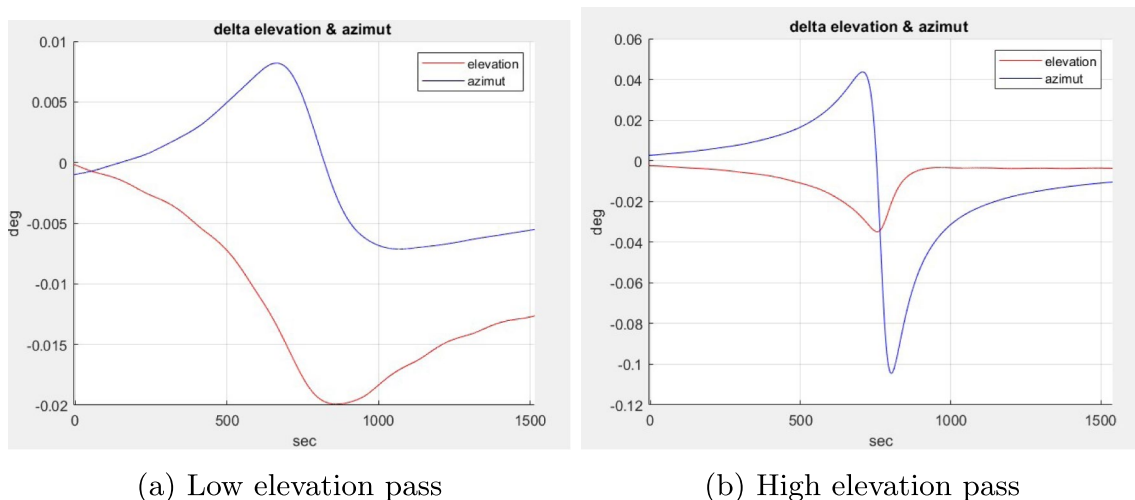 delta elevation & azimut
elevation
azimut
0.01
0.005
0
-0.005
-0.01
-0.015
-0.02
deg
0
500
1000
1500
sec
(a) Low elevation pass
delta elevation & azimut
elevation
azimut
0.06
0.04
0.02
0
-0.02
-0.04
-0.06
-0.08
-0.1
-0.12
deg
0
500
1000
1500
sec
(b) High elevation pass